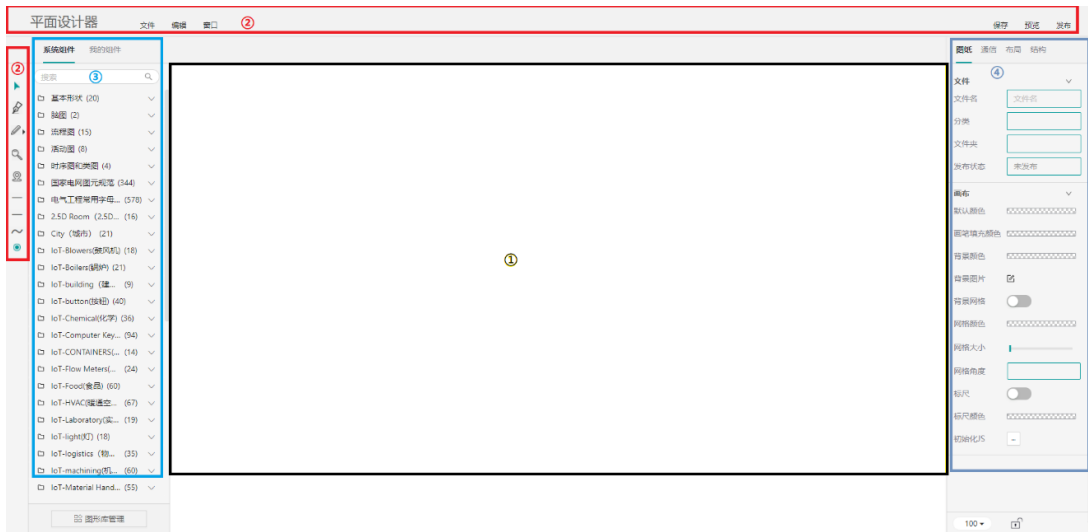 平面设计器 文件 编辑 窗口 ② 保存 预览 发布
②
系统组件 我的组件
搜索 ③
基本形状 (20)
脑图 (2)
流程图 (15)
活动图 (8)
时序图和类图 (4)
国家电网图元规范 (344)
电气工程常用字母... (578)
2.5D Room（2.5D... (16)
City（城市） (21)
IoT-Blowers(鼓风机) (18)
IoT-Boilers(锅炉) (21)
IoT-building（建... (9)
IoT-button(按钮) (40)
IoT-Chemical(化学) (36)
IoT-Computer Key... (94)
IoT-CONTAINERS(... (14)
IoT-Flow Meters(... (24)
IoT-Food(食品) (60)
IoT-HVAC(暖通空... (67)
IoT-Laboratory(实... (19)
IoT-light(灯) (18)
IoT-logistics（物... (35)
IoT-machining(机... (60)
IoT-Material Hand... (55)
图形库管理
①
图纸 通信 布局 结构
④
文件
文件名 文件名
分类
文件夹
发布状态 未发布
画布
默认颜色
画笔填充颜色
背景颜色
背景图片
背景网格
网格颜色
网格大小
网格角度
标尺
标尺颜色
初始化JS ...
100